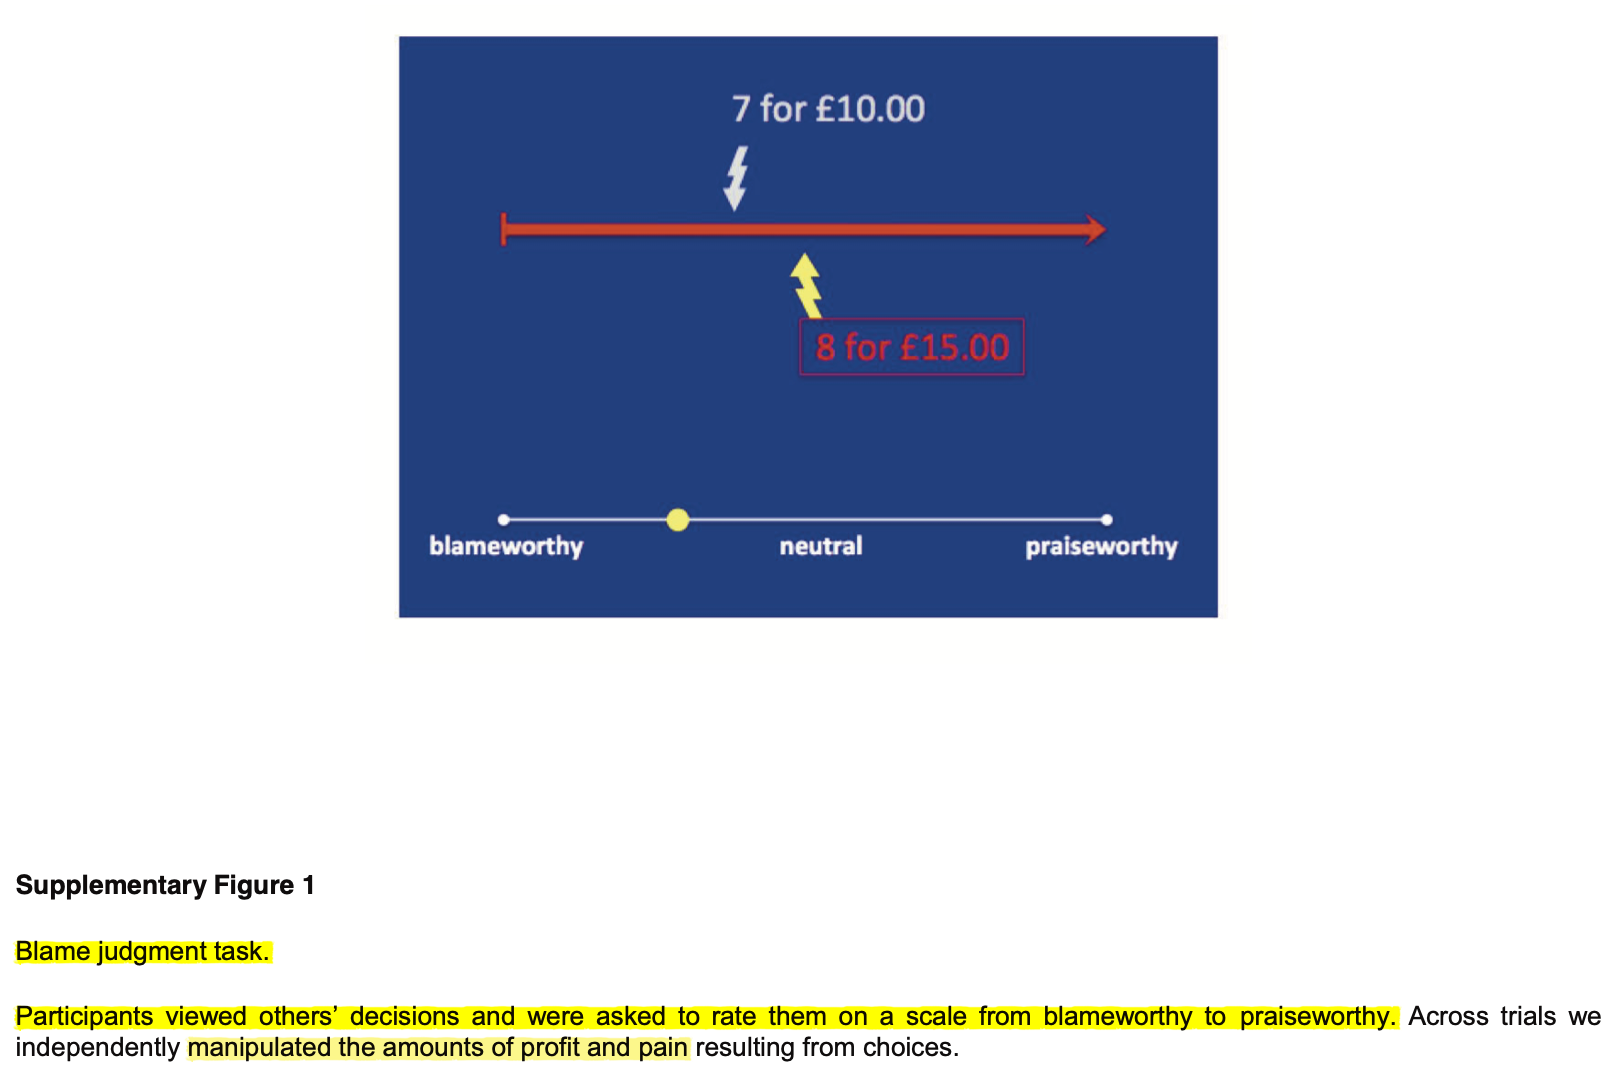 7 for £10.00
8 for £15.00
blameworthy neutral praiseworthy
Supplementary Figure 1
Blame judgment task.
Participants viewed others’ decisions and were asked to rate them on a scale from blameworthy to praiseworthy. Across trials we
independently manipulated the amounts of profit and pain resulting from choices.